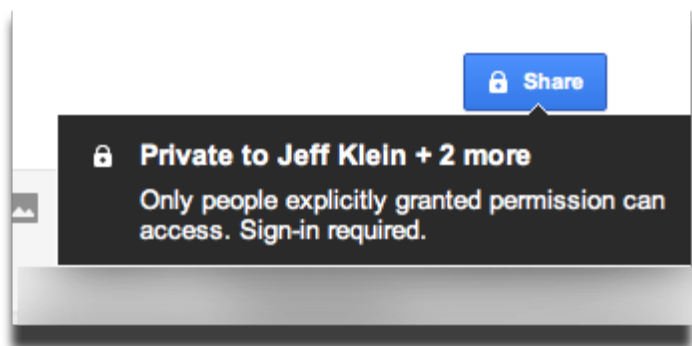 Share
Private to Jeff Klein + 2 more
Only people explicitly granted permission can
access. Sign-in required.